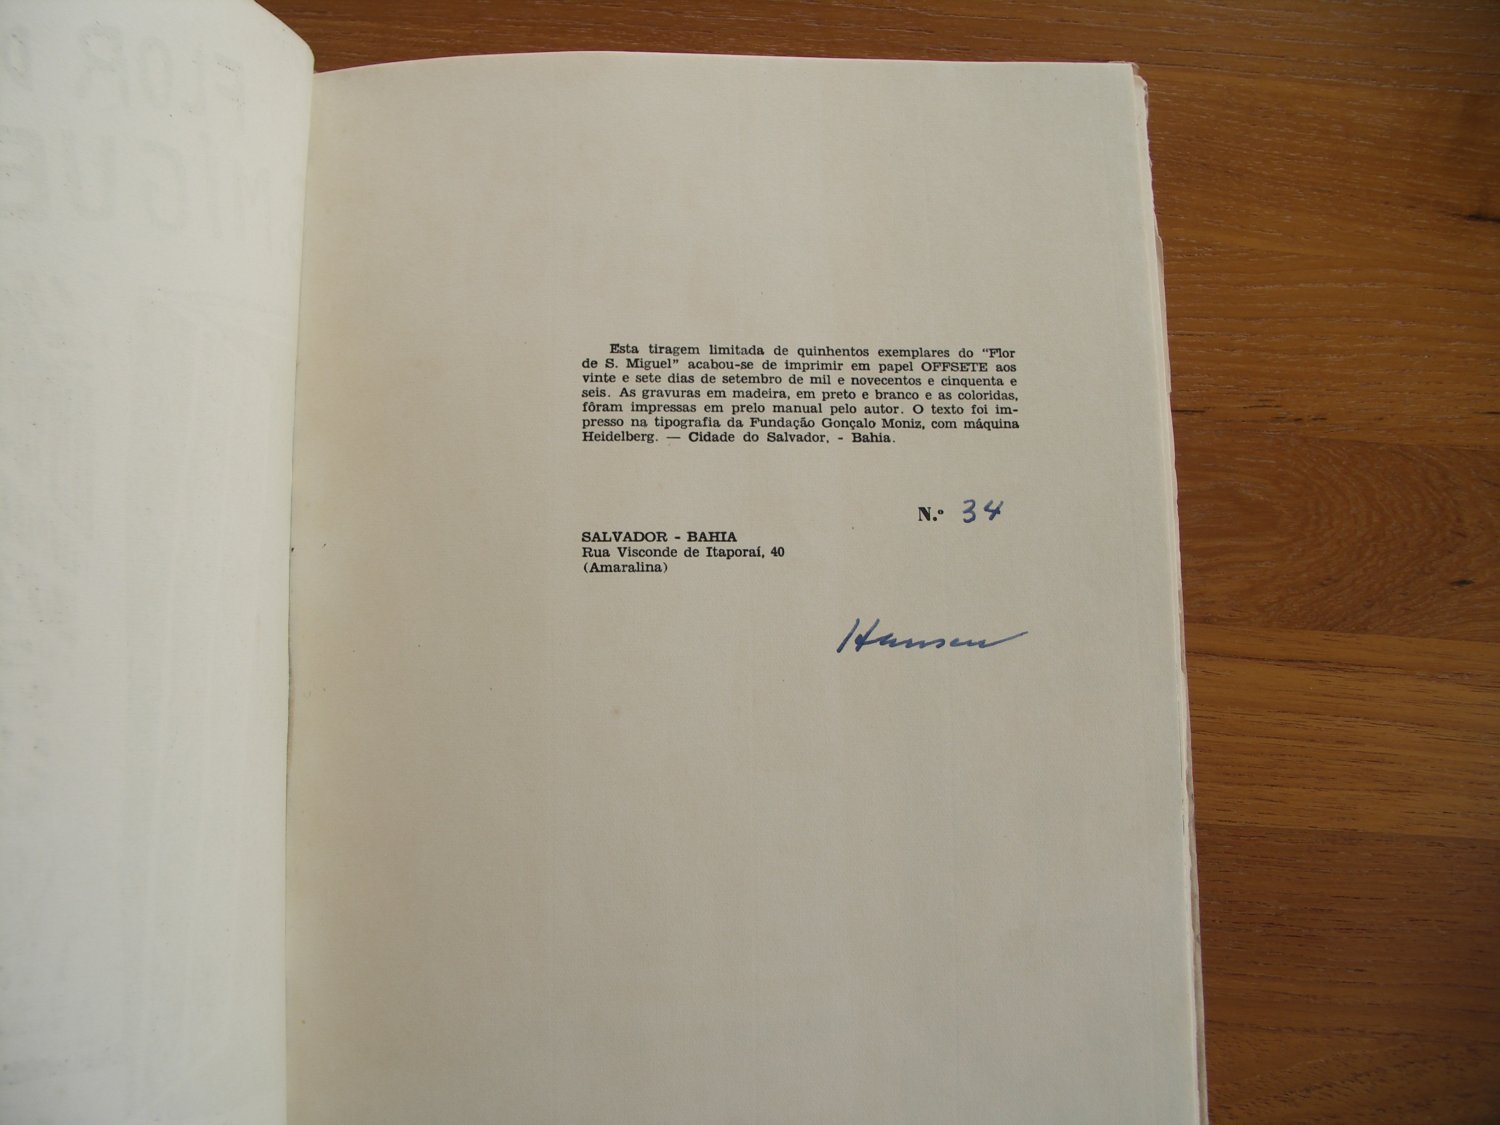 FLOR D
MIGUE
Esta tiragem limitada de quinhentos exemplares do “Flor
de S. Miguel” acabou-se de imprimir em papel OFFSETE aos
vinte e sete dias de setembro de mil e novecentos e cinquenta e
seis. As gravuras em madeira, em preto e branco e as coloridas,
fôram impressas em prelo manual pelo autor. O texto foi im-
presso na tipografia da Fundação Gonçalo Moniz, com máquina
Heidelberg. — Cidade do Salvador, - Bahia.
N.º 34
SALVADOR - BAHIA
Rua Visconde de Itaporaí, 40
(Amaralina)
Hansen